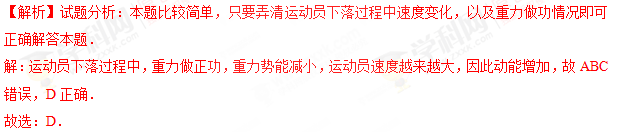 【解析】试题分析：本题比较简单，只要弄清运动员下落过程中速度变化，以及重力做功情况即可
正确解答本题．
解：运动员下落过程中，重力做正功，重力势能减小，运动员速度越来越大，因此动能增加，故 ABC
错误，D 正确．
故选：D．